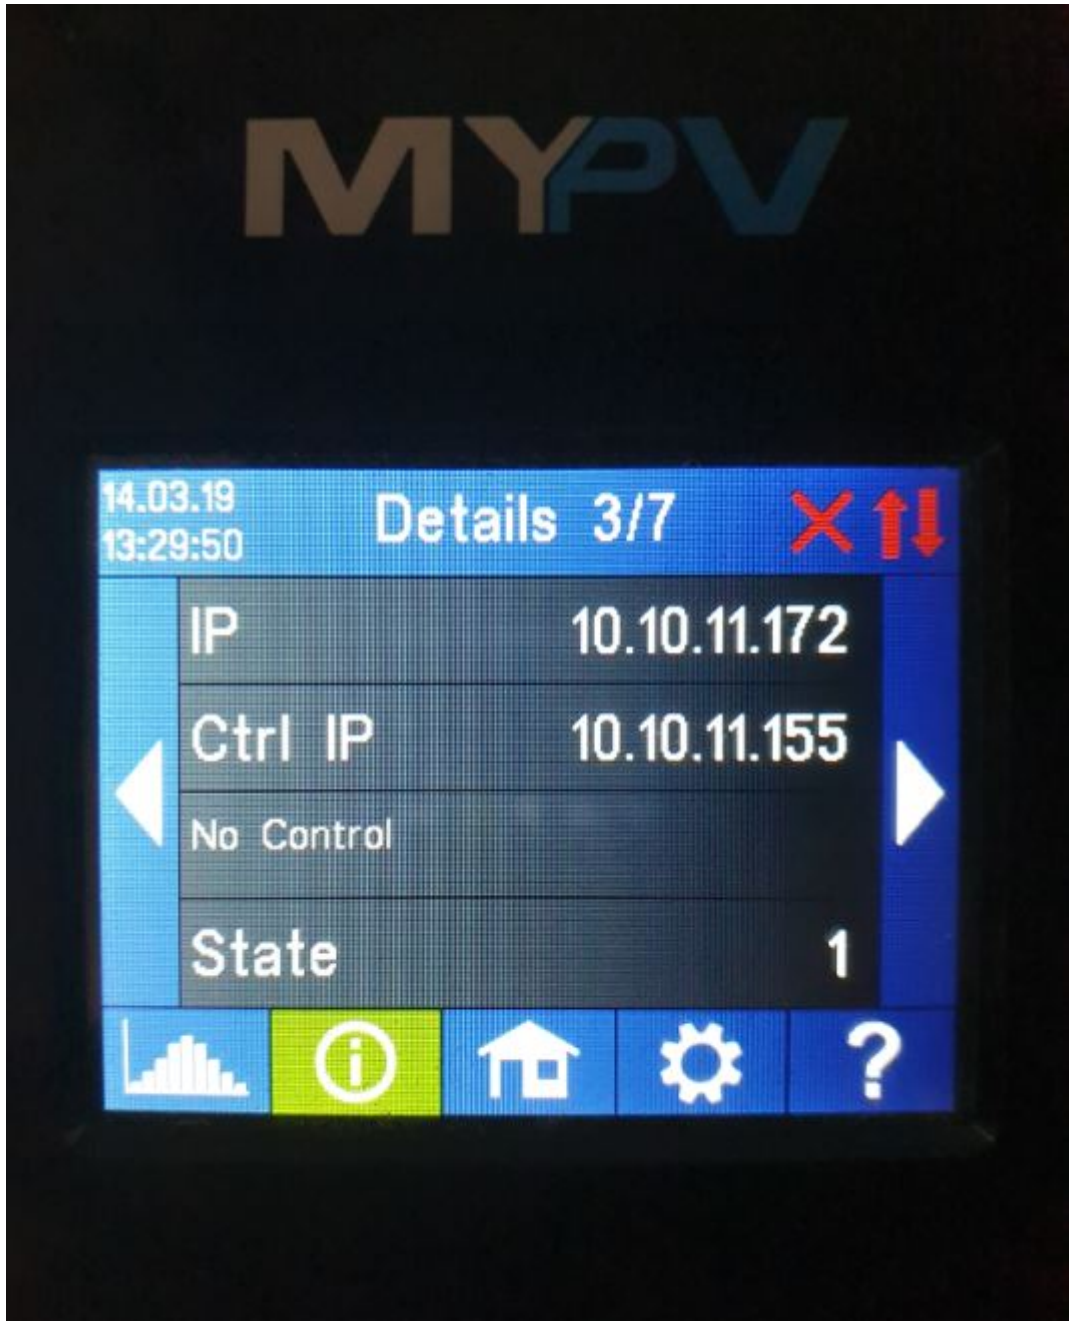 MYPV
14.03.19
13:29:50
Details 3/7
IP 10.10.11.172
Ctrl IP 10.10.11.155
No Control
State 1
?